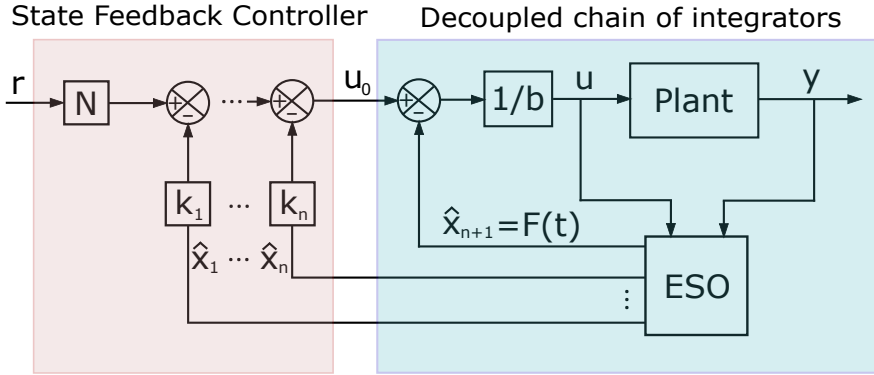 State Feedback Controller
Decoupled chain of integrators
r
N
+
−
...
+
−
u0
+
−
1/b
u
Plant
y
k1
...
kn
x̂n+1=F(t)
x̂1 ... x̂n
ESO
⋮